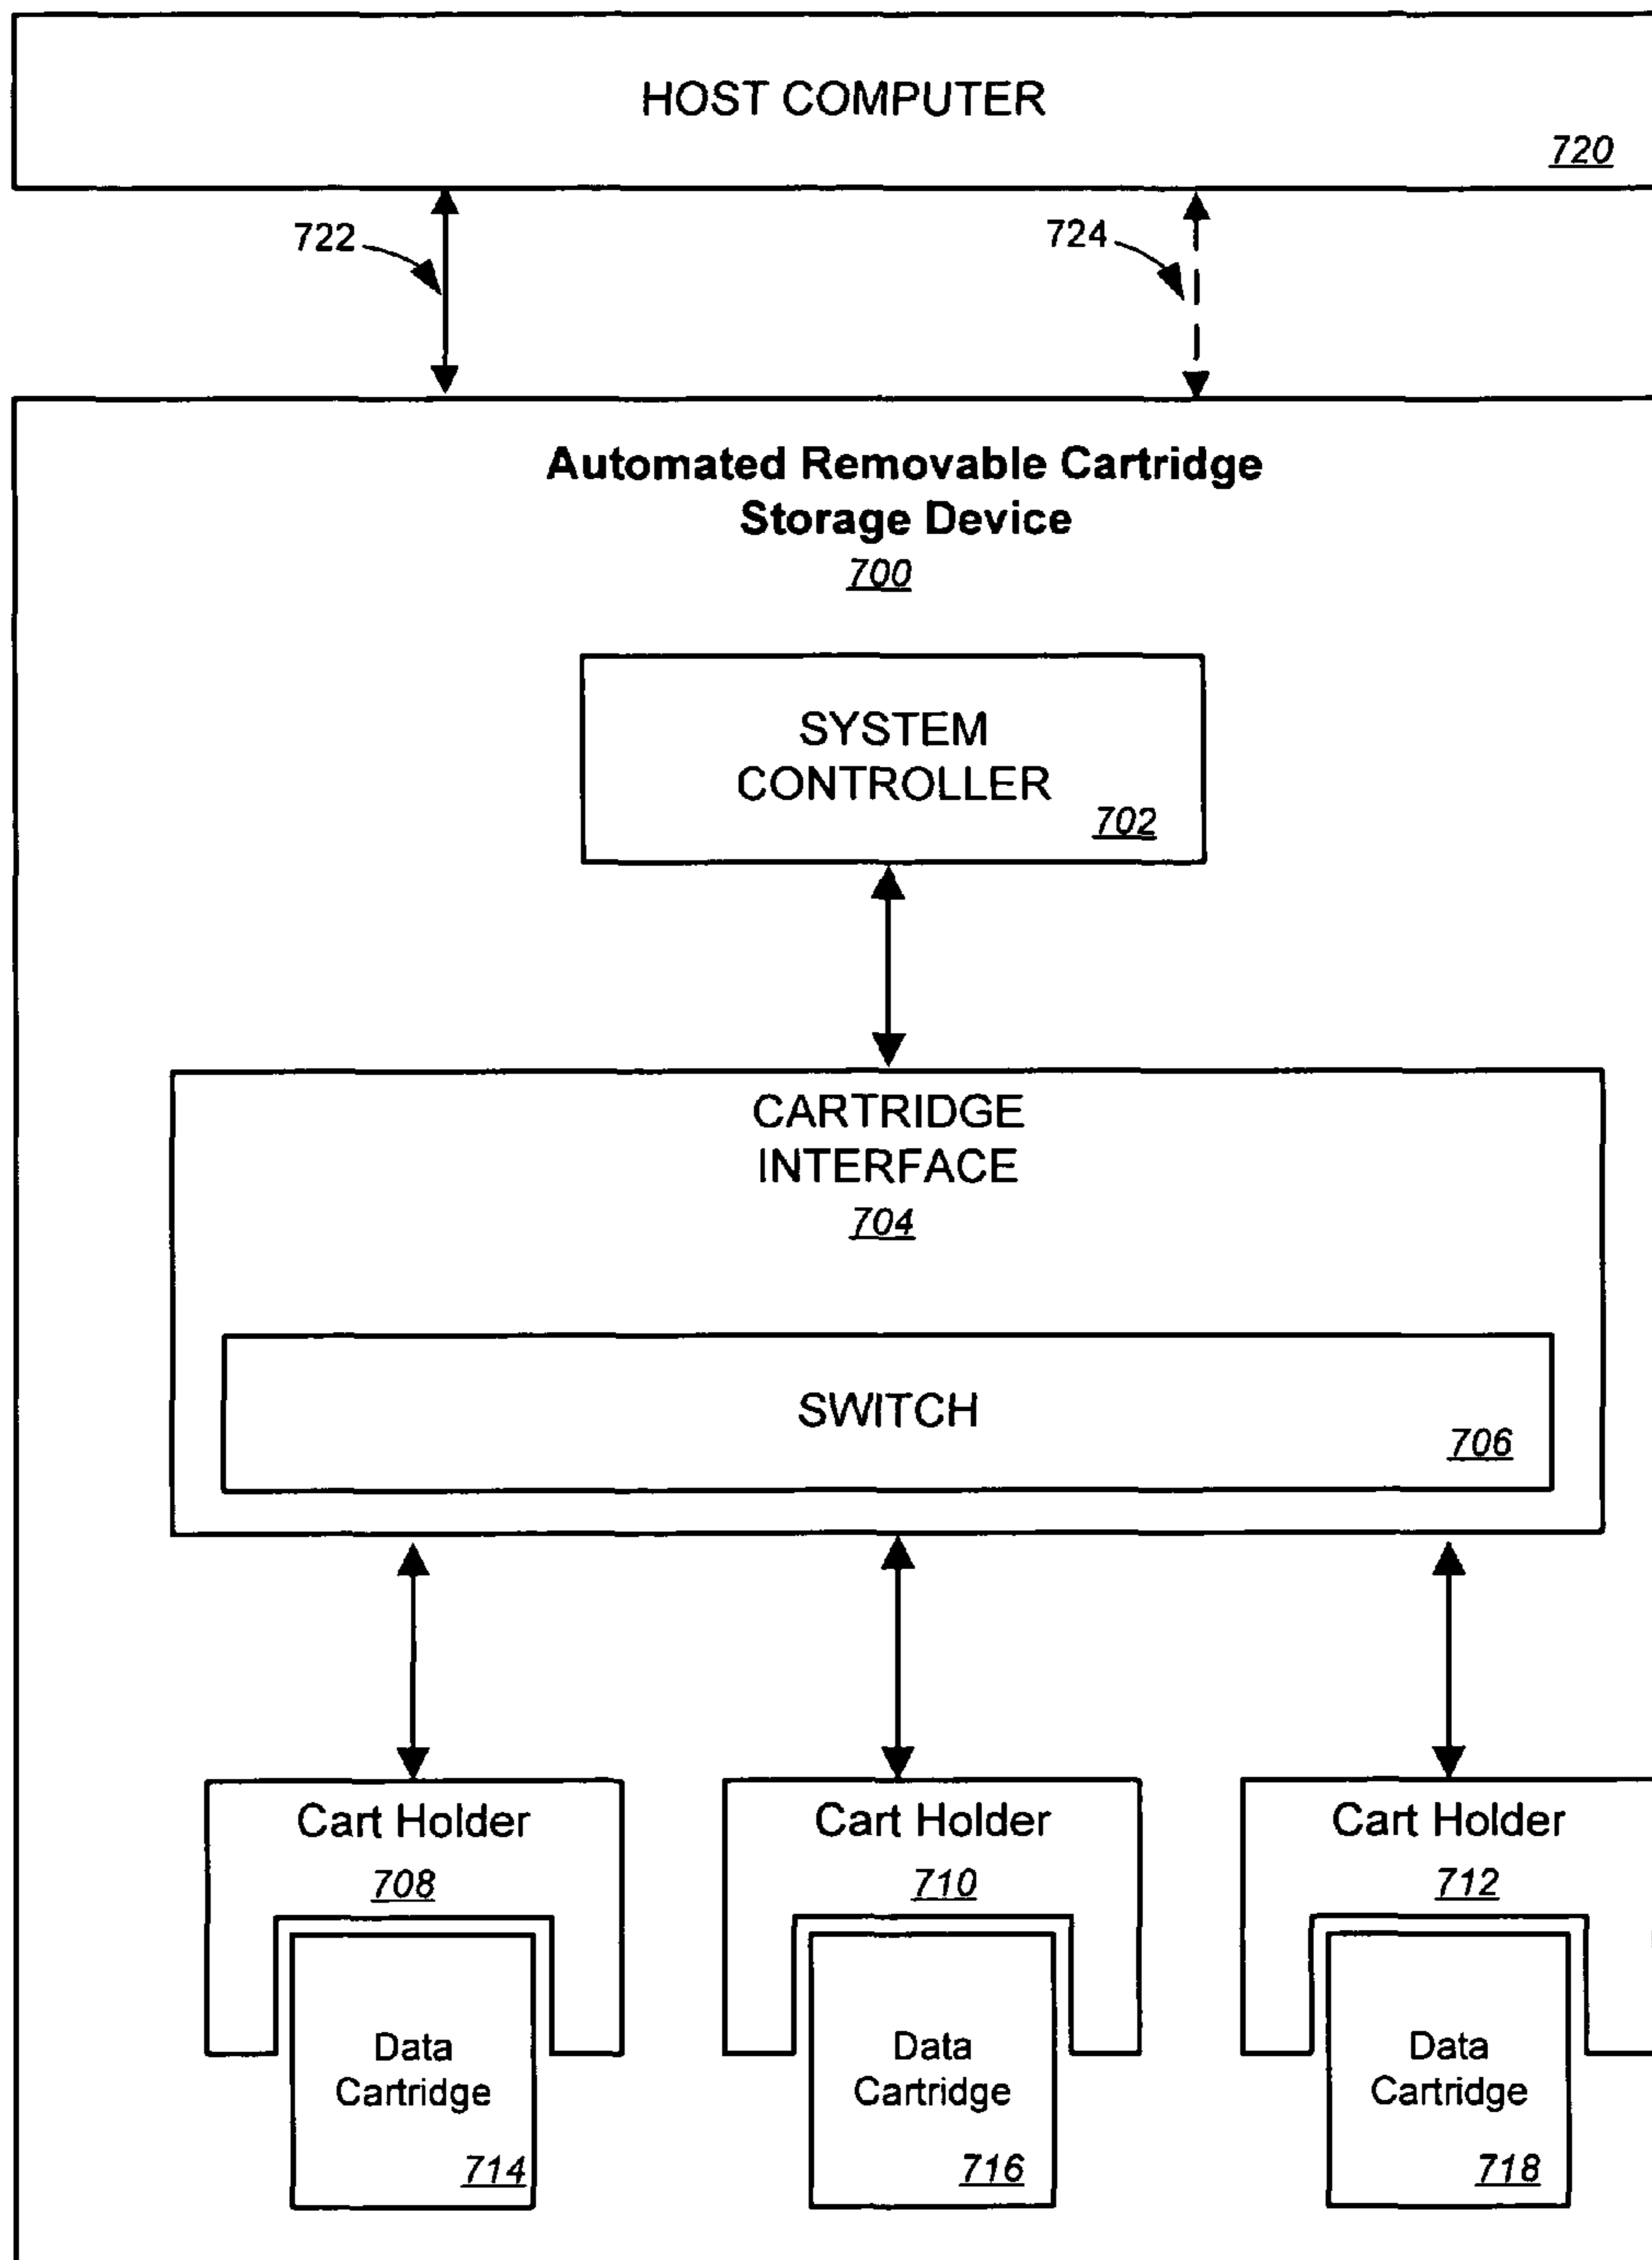 HOST COMPUTER
720
722
724
Automated Removable Cartridge
Storage Device
700
SYSTEM
CONTROLLER
702
CARTRIDGE
INTERFACE
704
SWITCH
706
Cart Holder
708
Cart Holder
710
Cart Holder
712
Data
Cartridge
714
Data
Cartridge
716
Data
Cartridge
718